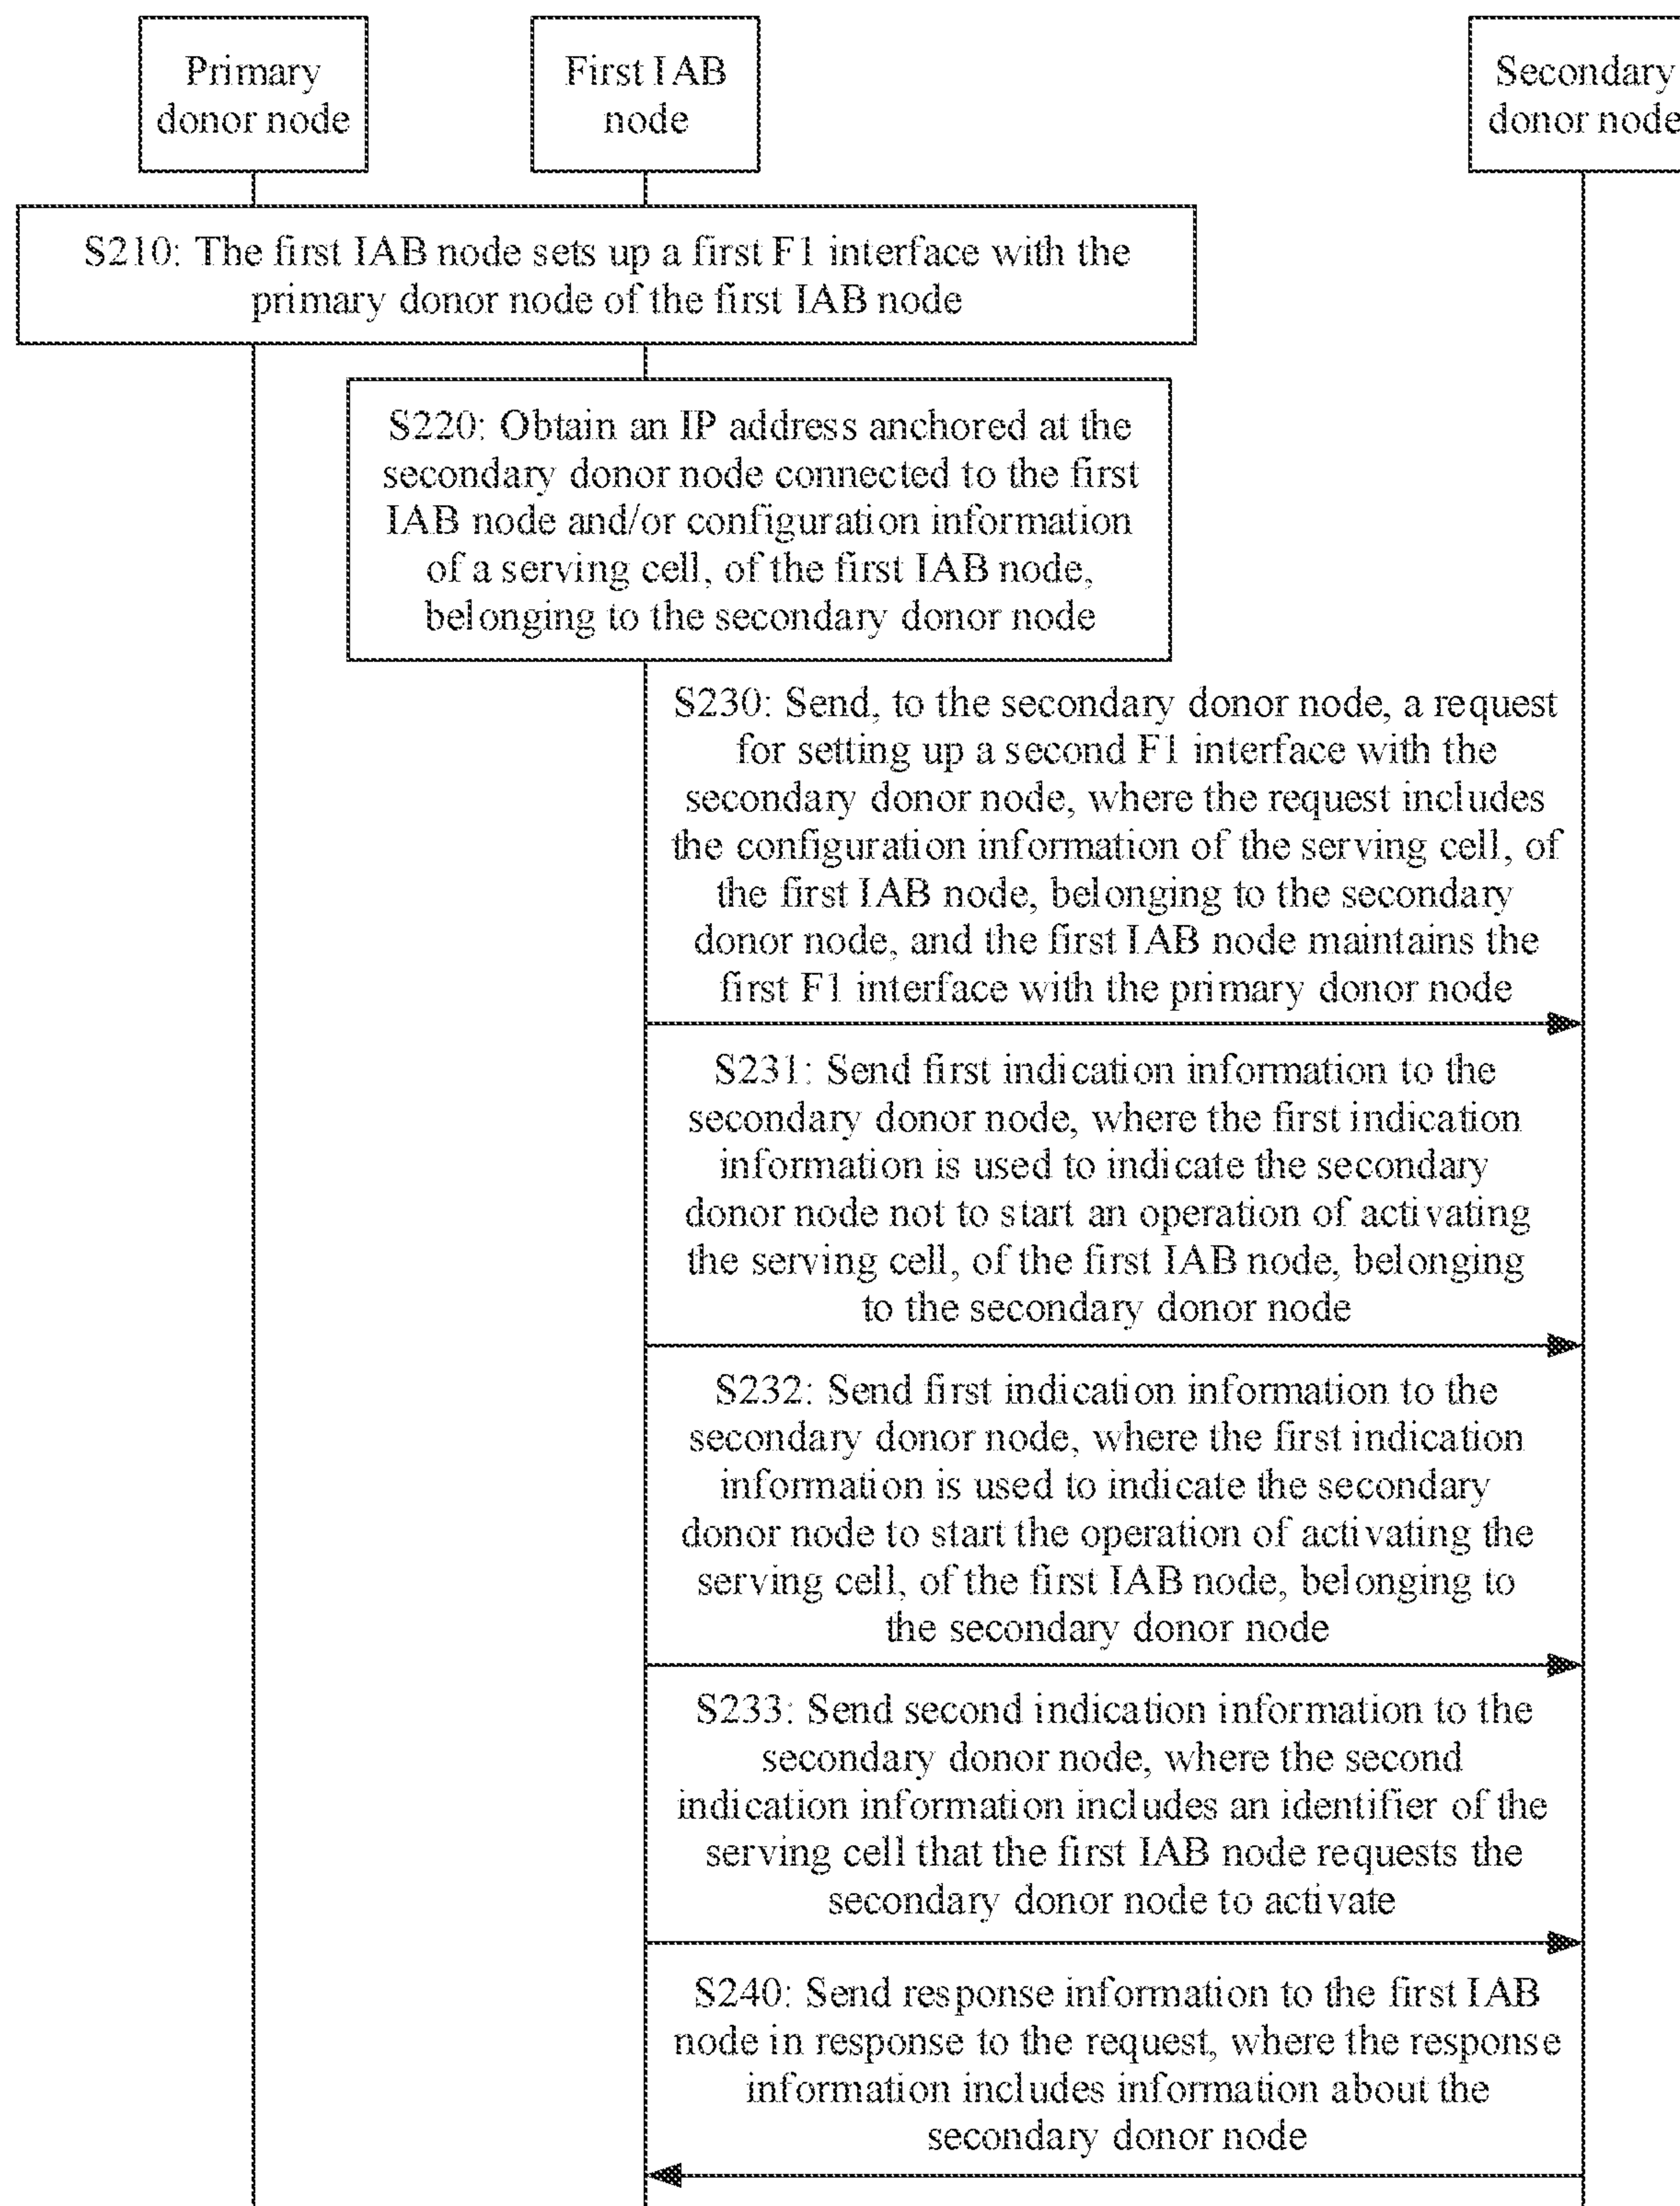 Primary
donor node
First IAB
node
Secondary
donor node
S210: The first IAB node sets up a first F1 interface with the
primary donor node of the first IAB node
S220: Obtain an IP address anchored at the
secondary donor node connected to the first
IAB node and/or configuration information
of a serving cell, of the first IAB node,
belonging to the secondary donor node
S230: Send, to the secondary donor node, a request
for setting up a second F1 interface with the
secondary donor node, where the request includes
the configuration information of the serving cell, of
the first IAB node, belonging to the secondary
donor node, and the first IAB node maintains the
first F1 interface with the primary donor node
S231: Send first indication information to the
secondary donor node, where the first indication
information is used to indicate the secondary
donor node not to start an operation of activating
the serving cell, of the first IAB node, belonging
to the secondary donor node
S232: Send first indication information to the
secondary donor node, where the first indication
information is used to indicate the secondary
donor node to start the operation of activating the
serving cell, of the first IAB node, belonging to
the secondary donor node
S233: Send second indication information to the
secondary donor node, where the second
indication information includes an identifier of the
serving cell that the first IAB node requests the
secondary donor node to activate
S240: Send response information to the first IAB
node in response to the request, where the response
information includes information about the
secondary donor node